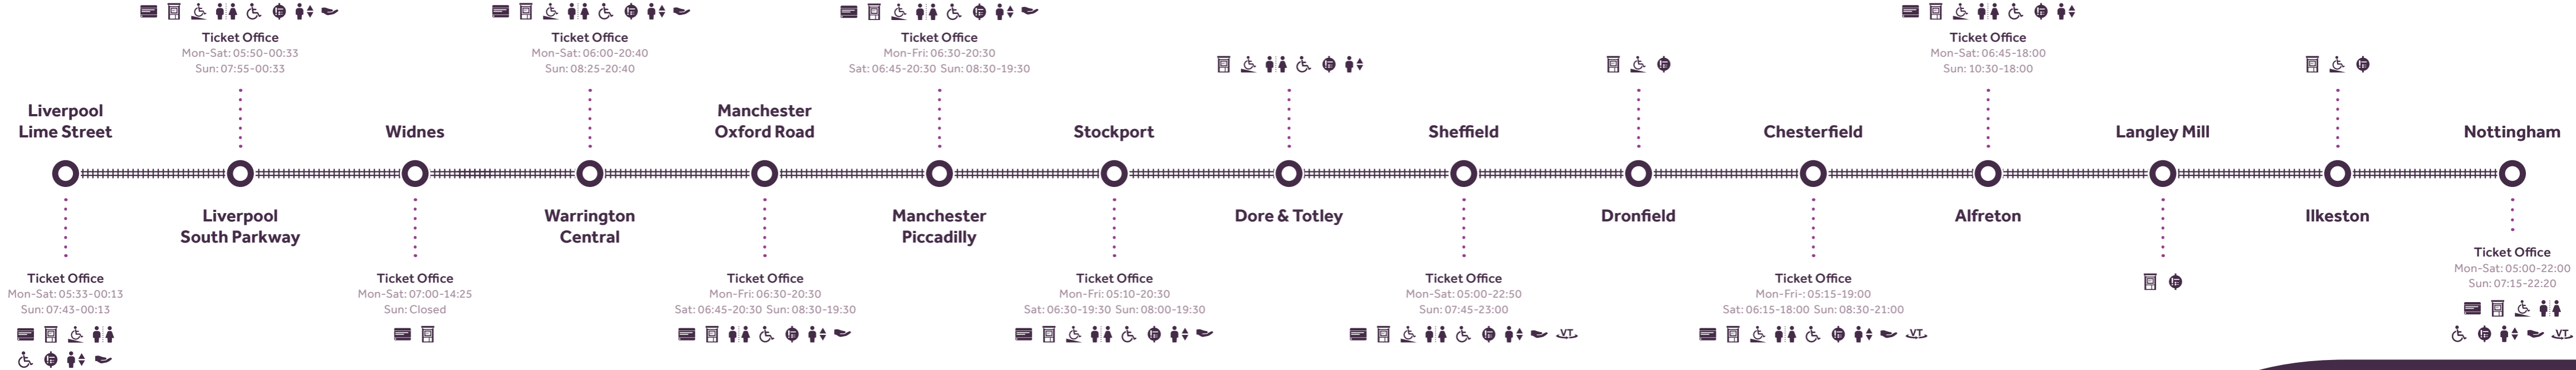 Ticket Office
Mon-Sat: 05:50-00:33
Sun: 07:55-00:33
Ticket Office
Mon-Sat: 06:00-20:40
Sun: 08:25-20:40
Ticket Office
Mon-Fri: 06:30-20:30
Sat: 06:45-20:30 Sun: 08:30-19:30
Ticket Office
Mon-Sat: 06:45-18:00
Sun: 10:30-18:00
Liverpool
Lime Street
Widnes
Manchester
Oxford Road
Stockport
Sheffield
Chesterfield
Langley Mill
Nottingham
Liverpool
South Parkway
Warrington
Central
Manchester
Piccadilly
Dore & Totley
Dronfield
Alfreton
Ilkeston
Ticket Office
Mon-Sat: 05:33-00:13
Sun: 07:43-00:13
Ticket Office
Mon-Sat: 07:00-14:25
Sun: Closed
Ticket Office
Mon-Fri: 06:30-20:30
Sat: 06:45-20:30 Sun: 08:30-19:30
Ticket Office
Mon-Fri: 05:10-20:30
Sat: 06:30-19:30 Sun: 08:00-19:30
Ticket Office
Mon-Sat: 05:00-22:50
Sun: 07:45-23:00
VT
Ticket Office
Mon-Fri-: 05:15-19:00
Sat: 06:15-18:00 Sun: 08:30-21:00
VT
Ticket Office
Mon-Sat: 05:00-22:00
Sun: 07:15-22:20
VT